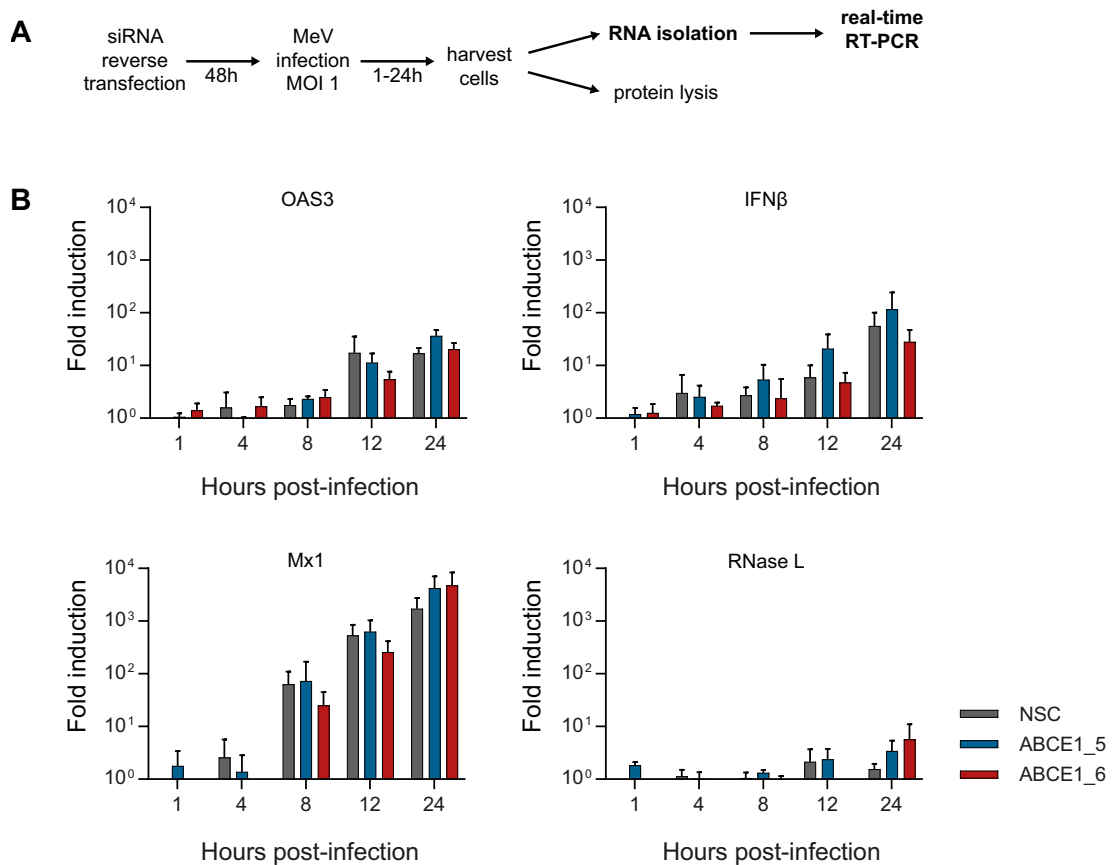 A
siRNA
reverse
transfection
48h
MeV
infection
MOI 1
1-24h
harvest
cells
RNA isolation
real-time
RT-PCR
protein lysis
B
OAS3
Fold induction
10⁴
10³
10²
10¹
10⁰
1 4 8 12 24
Hours post-infection
IFNβ
Fold induction
10⁴
10³
10²
10¹
10⁰
1 4 8 12 24
Hours post-infection
Mx1
Fold induction
10⁴
10³
10²
10¹
10⁰
1 4 8 12 24
Hours post-infection
RNase L
Fold induction
10⁴
10³
10²
10¹
10⁰
1 4 8 12 24
Hours post-infection
NSC
ABCE1_5
ABCE1_6